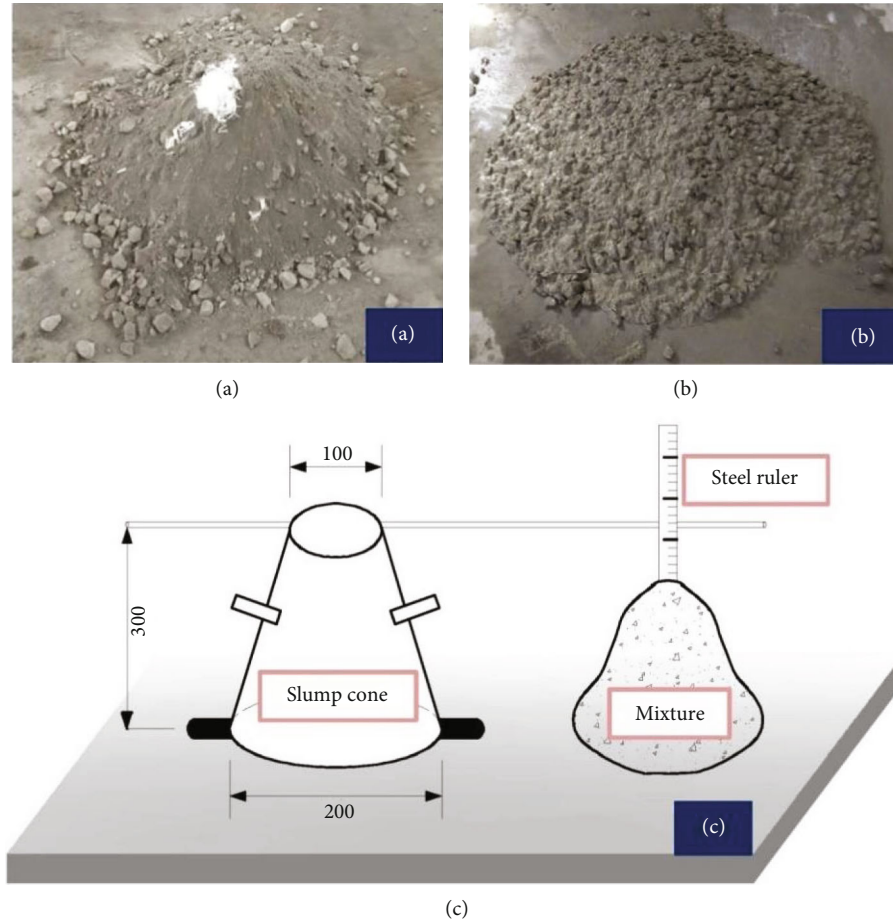 (a)
(b)
(a)
(b)
100
Steel ruler
300
Slump cone
Mixture
200
(c)
(c)